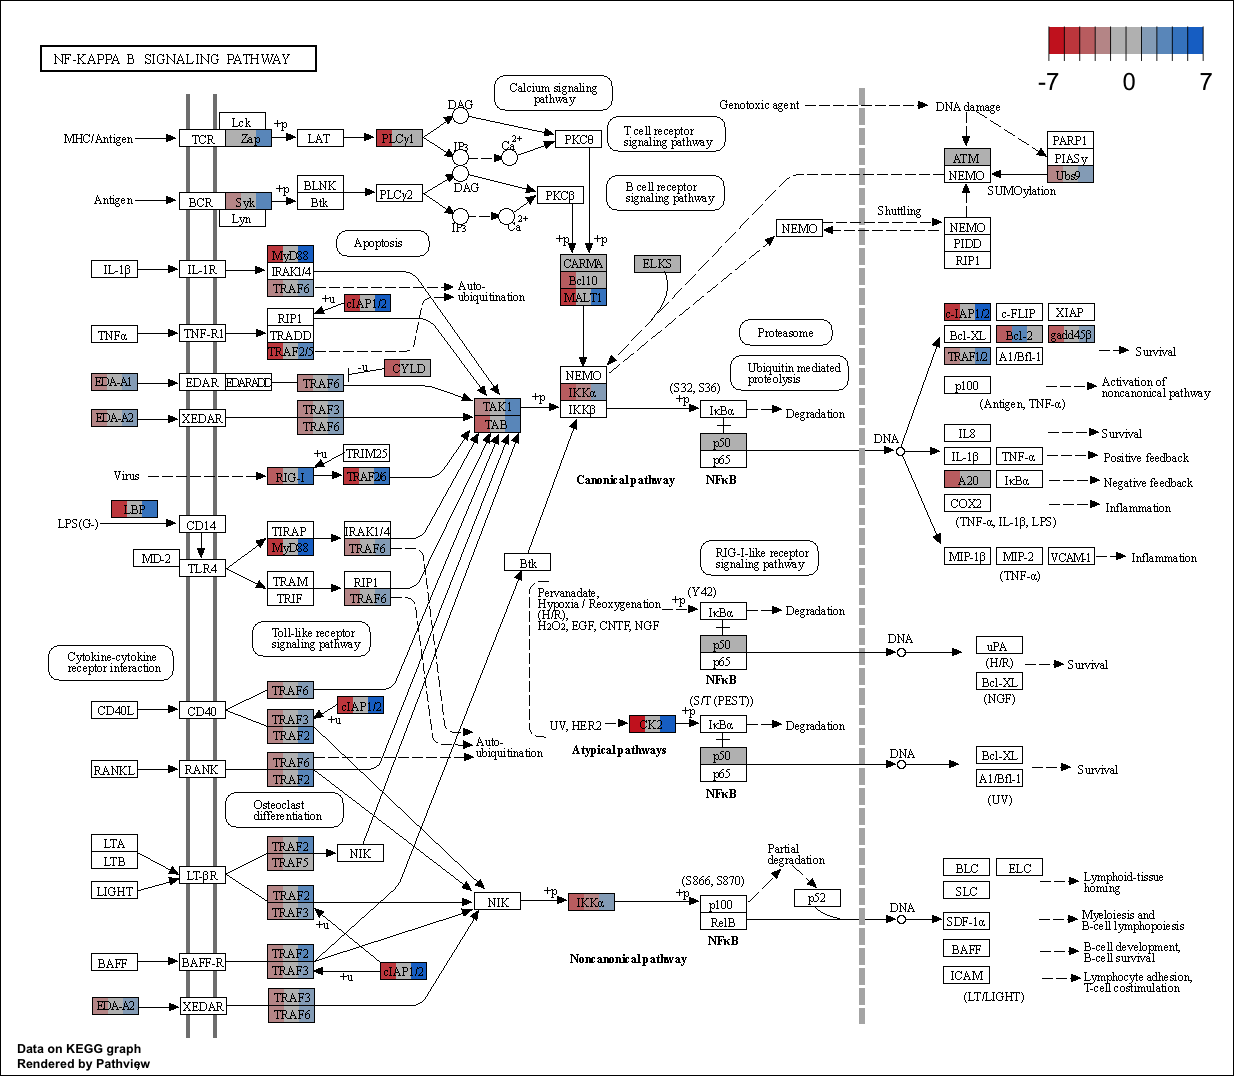 NF-KAPPA B SIGNALING PATHWAY
-7 0 7
Calcium signaling
pathway
T cell receptor
signaling pathway
B cell receptor
signaling pathway
MHC/Antigen
TCR
Lck
Zap
+p
LAT
PLCγ1
DAG
IP3
Ca2+
PKCθ
Genotoxic agent
DNA damage
ATM
NEMO
PARP1
PIASy
Ubs9
SUMOylation
Antigen
BCR
Syk
Lyn
+p
BLNK
Btk
PLCγ2
DAG
IP3
Ca2+
PKCβ
Shuttling
NEMO
NEMO
PIDD
RIP1
Apoptosis
+p
+p
CARMA
Bcl10
MALT1
ELKS
IL-1β
IL-1R
MyD88
IRAK1/4
TRAF6
Auto-
ubiquitination
+u
cIAP1/2
TNFα
TNF-R1
RIP1
TRADD
TRAF2/5
Proteasome
Ubiquitin mediated
proteolysis
c-IAP1/2
c-FLIP
XIAP
Bcl-XL
Bcl-2
gadd45β
TRAF1/2
A1/Bfl-1
Survival
p100
(Antigen, TNF-α)
Activation of
noncanonical pathway
EDA-A1
EDAR
EDARADD
TRAF6
-u
CYLD
EDA-A2
XEDAR
TRAF3
TRAF6
TAK1
TAB
+p
NEMO
IKKα
IKKβ
+p
(S32, S36)
IκBα
Degradation
p50
p65
NFκB
Canonical pathway
DNA
IL8
Survival
IL-1β
TNF-α
Positive feedback
A20
IκBα
Negative feedback
COX2
Inflammation
(TNF-α, IL-1β, LPS)
MIP-1β
MIP-2
VCAM-1
Inflammation
(TNF-α)
Virus
RIG-I
+u
TRIM25
LBP
LPS(G-)
CD14
MD-2
TLR4
TIRAP
MyD88
IRAK1/4
TRAF6
TRAM
TRIF
RIP1
TRAF6
Btk
RIG-I-like receptor
signaling pathway
Pervanadate,
Hypoxia / Reoxygenation
(H/R),
H2O2, EGF, CNTF, NGF
+p
(Y42)
IκBα
Degradation
p50
p65
NFκB
DNA
uPA
(H/R)
Bcl-XL
(NGF)
Survival
Toll-like receptor
signaling pathway
Cytokine-cytokine
receptor interaction
CD40L
CD40
TRAF6
TRAF3
TRAF2
+u
cIAP1/2
Auto-
ubiquitination
UV, HER2
CK2
+p
(S/T (PEST))
IκBα
Degradation
p50
p65
NFκB
Atypical pathways
DNA
Bcl-XL
A1/Bfl-1
(UV)
Survival
RANKL
RANK
TRAF6
TRAF2
Osteoclast
differentiation
LTA
LTB
LIGHT
LT-βR
TRAF2
TRAF5
NIK
TRAF2
TRAF3
+u
NIK
+p
IKKα
+p
(S866, S870)
p100
RelB
NFκB
Partial
degradation
p52
DNA
Noncanonical pathway
BLC
ELC
SLC
Lymphoid-tissue
homing
SDF-1α
Myeloiesis and
B-cell lymphopoiesis
BAFF
B-cell development,
B-cell survival
ICAM
Lymphocyte adhesion,
T-cell costimulation
(LT/LIGHT)
BAFF
BAFF-R
TRAF2
TRAF3
+u
cIAP1/2
EDA-A2
XEDAR
TRAF3
TRAF6
Data on KEGG graph
Rendered by Pathview